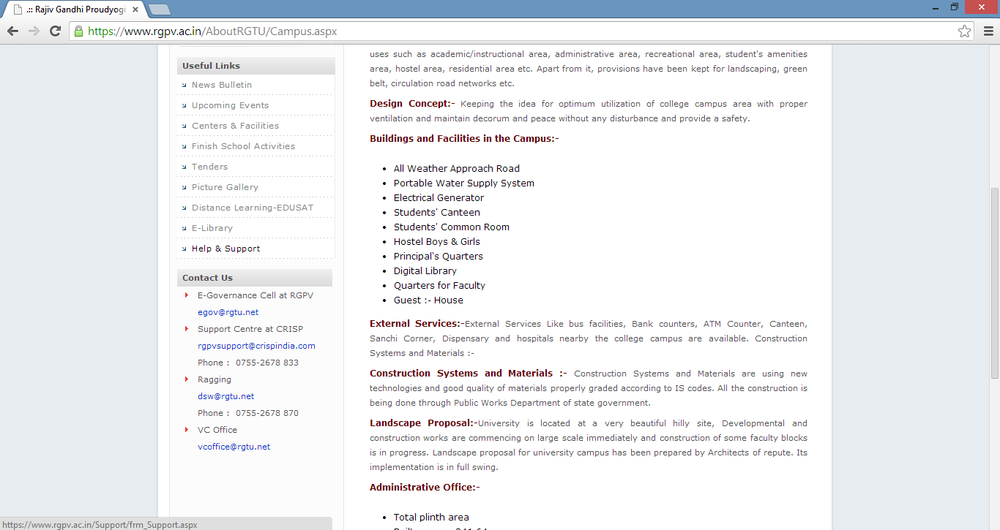 .:: Rajiv Gandhi Proudyogi
https://www.rgpv.ac.in/AboutRGTU/Campus.aspx
Useful Links
News Bulletin
Upcoming Events
Centers & Facilities
Finish School Activities
Tenders
Picture Gallery
Distance Learning-EDUSAT
E-Library
Help & Support
Contact Us
E-Governance Cell at RGPV
egov@rgtu.net
Support Centre at CRISP
rgpvsupport@crispindia.com
Phone : 0755-2678 833
Ragging
dsw@rgtu.net
Phone : 0755-2678 870
VC Office
vcoffice@rgtu.net
uses such as academic/instructional area, administrative area, recreational area, student's amenities
area, hostel area, residential area etc. Apart from it, provisions have been kept for landscaping, green
belt, circulation road networks etc.
Design Concept:- Keeping the idea for optimum utilization of college campus area with proper
ventilation and maintain decorum and peace without any disturbance and provide a safety.
Buildings and Facilities in the Campus:-
• All Weather Approach Road
• Portable Water Supply System
• Electrical Generator
• Students' Canteen
• Students' Common Room
• Hostel Boys & Girls
• Principal's Quarters
• Digital Library
• Quarters for Faculty
• Guest :- House
External Services:-External Services Like bus facilities, Bank counters, ATM Counter, Canteen,
Sanchi Corner, Dispensary and hospitals nearby the college campus are available. Construction
Systems and Materials :-
Construction Systems and Materials :- Construction Systems and Materials are using new
technologies and good quality of materials properly graded according to IS codes. All the construction is
being done through Public Works Department of state government.
Landscape Proposal:-University is located at a very beautiful hilly site, Developmental and
construction works are commencing on large scale immediately and construction of some faculty blocks
is in progress. Landscape proposal for university campus has been prepared by Architects of repute. Its
implementation is in full swing.
Administrative Office:-
• Total plinth area
https://www.rgpv.ac.in/Support/frm_Support.aspx